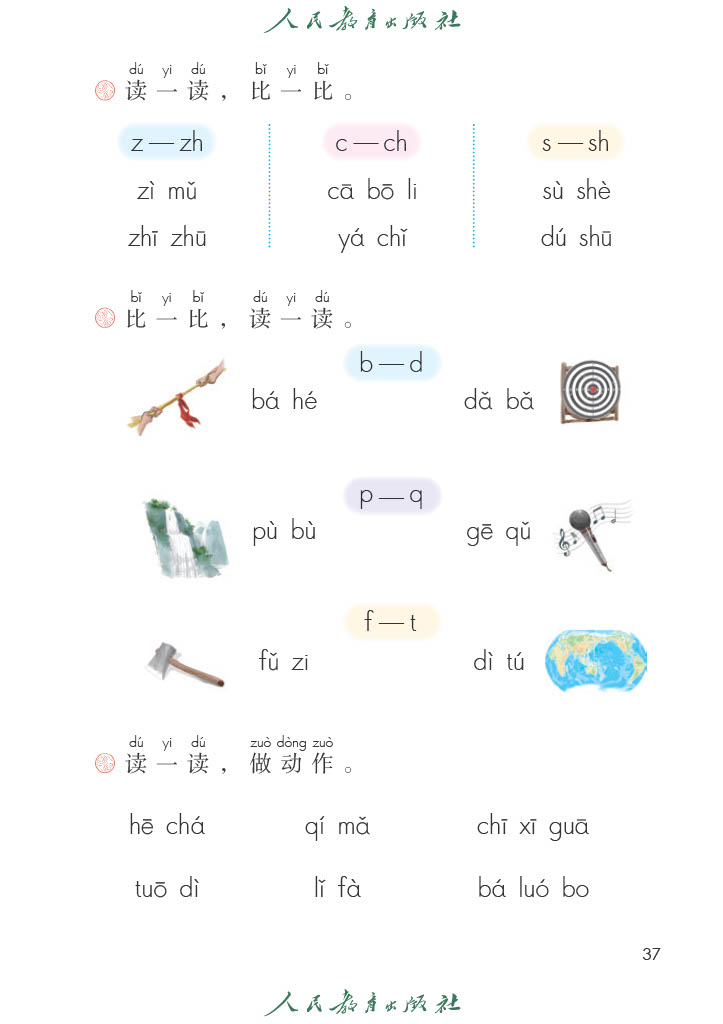 人民教育出版社
dú yi dú bǐ yi bǐ
读一读，比一比。
z — zh c — ch s — sh
zì mǔ cā bō li sù shè
zhī zhū yá chǐ dú shū
bǐ yi bǐ dú yi dú
比一比，读一读。
b — d
bá hé dǎ bǎ
p — q
pù bù gē qǔ
f — t
fǔ zi dì tú
dú yi dú zuò dòng zuò
读一读，做动作。
hē chá qí mǎ chī xī guā
tuō dì lǐ fà bá luó bo
37
人民教育出版社